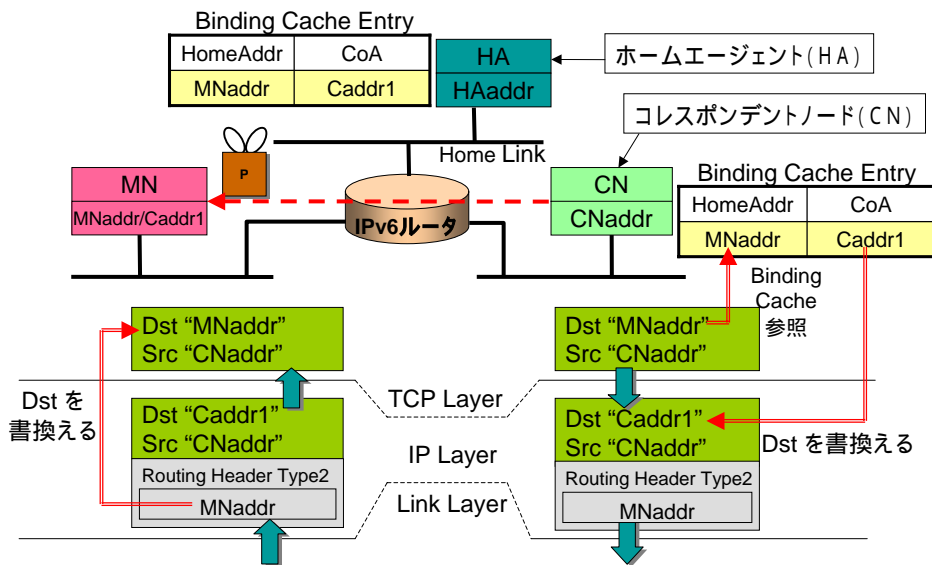 Binding Cache Entry
HomeAddr CoA
MNaddr Caddr1
HA
HAaddr
ホームエージェント(HA)
コレスポンデントノード(CN)
Home Link
P
MN
MNaddr/Caddr1
IPv6ルータ
CN
CNaddr
Binding Cache Entry
HomeAddr CoA
MNaddr Caddr1
Binding
Cache
参照
Dst “MNaddr”
Src “CNaddr”
Dst “MNaddr”
Src “CNaddr”
TCP Layer
Dst を
書換える
Dst “Caddr1”
Src “CNaddr”
Routing Header Type2
MNaddr
IP Layer
Link Layer
Dst “Caddr1”
Src “CNaddr”
Routing Header Type2
MNaddr
Dst を書換える